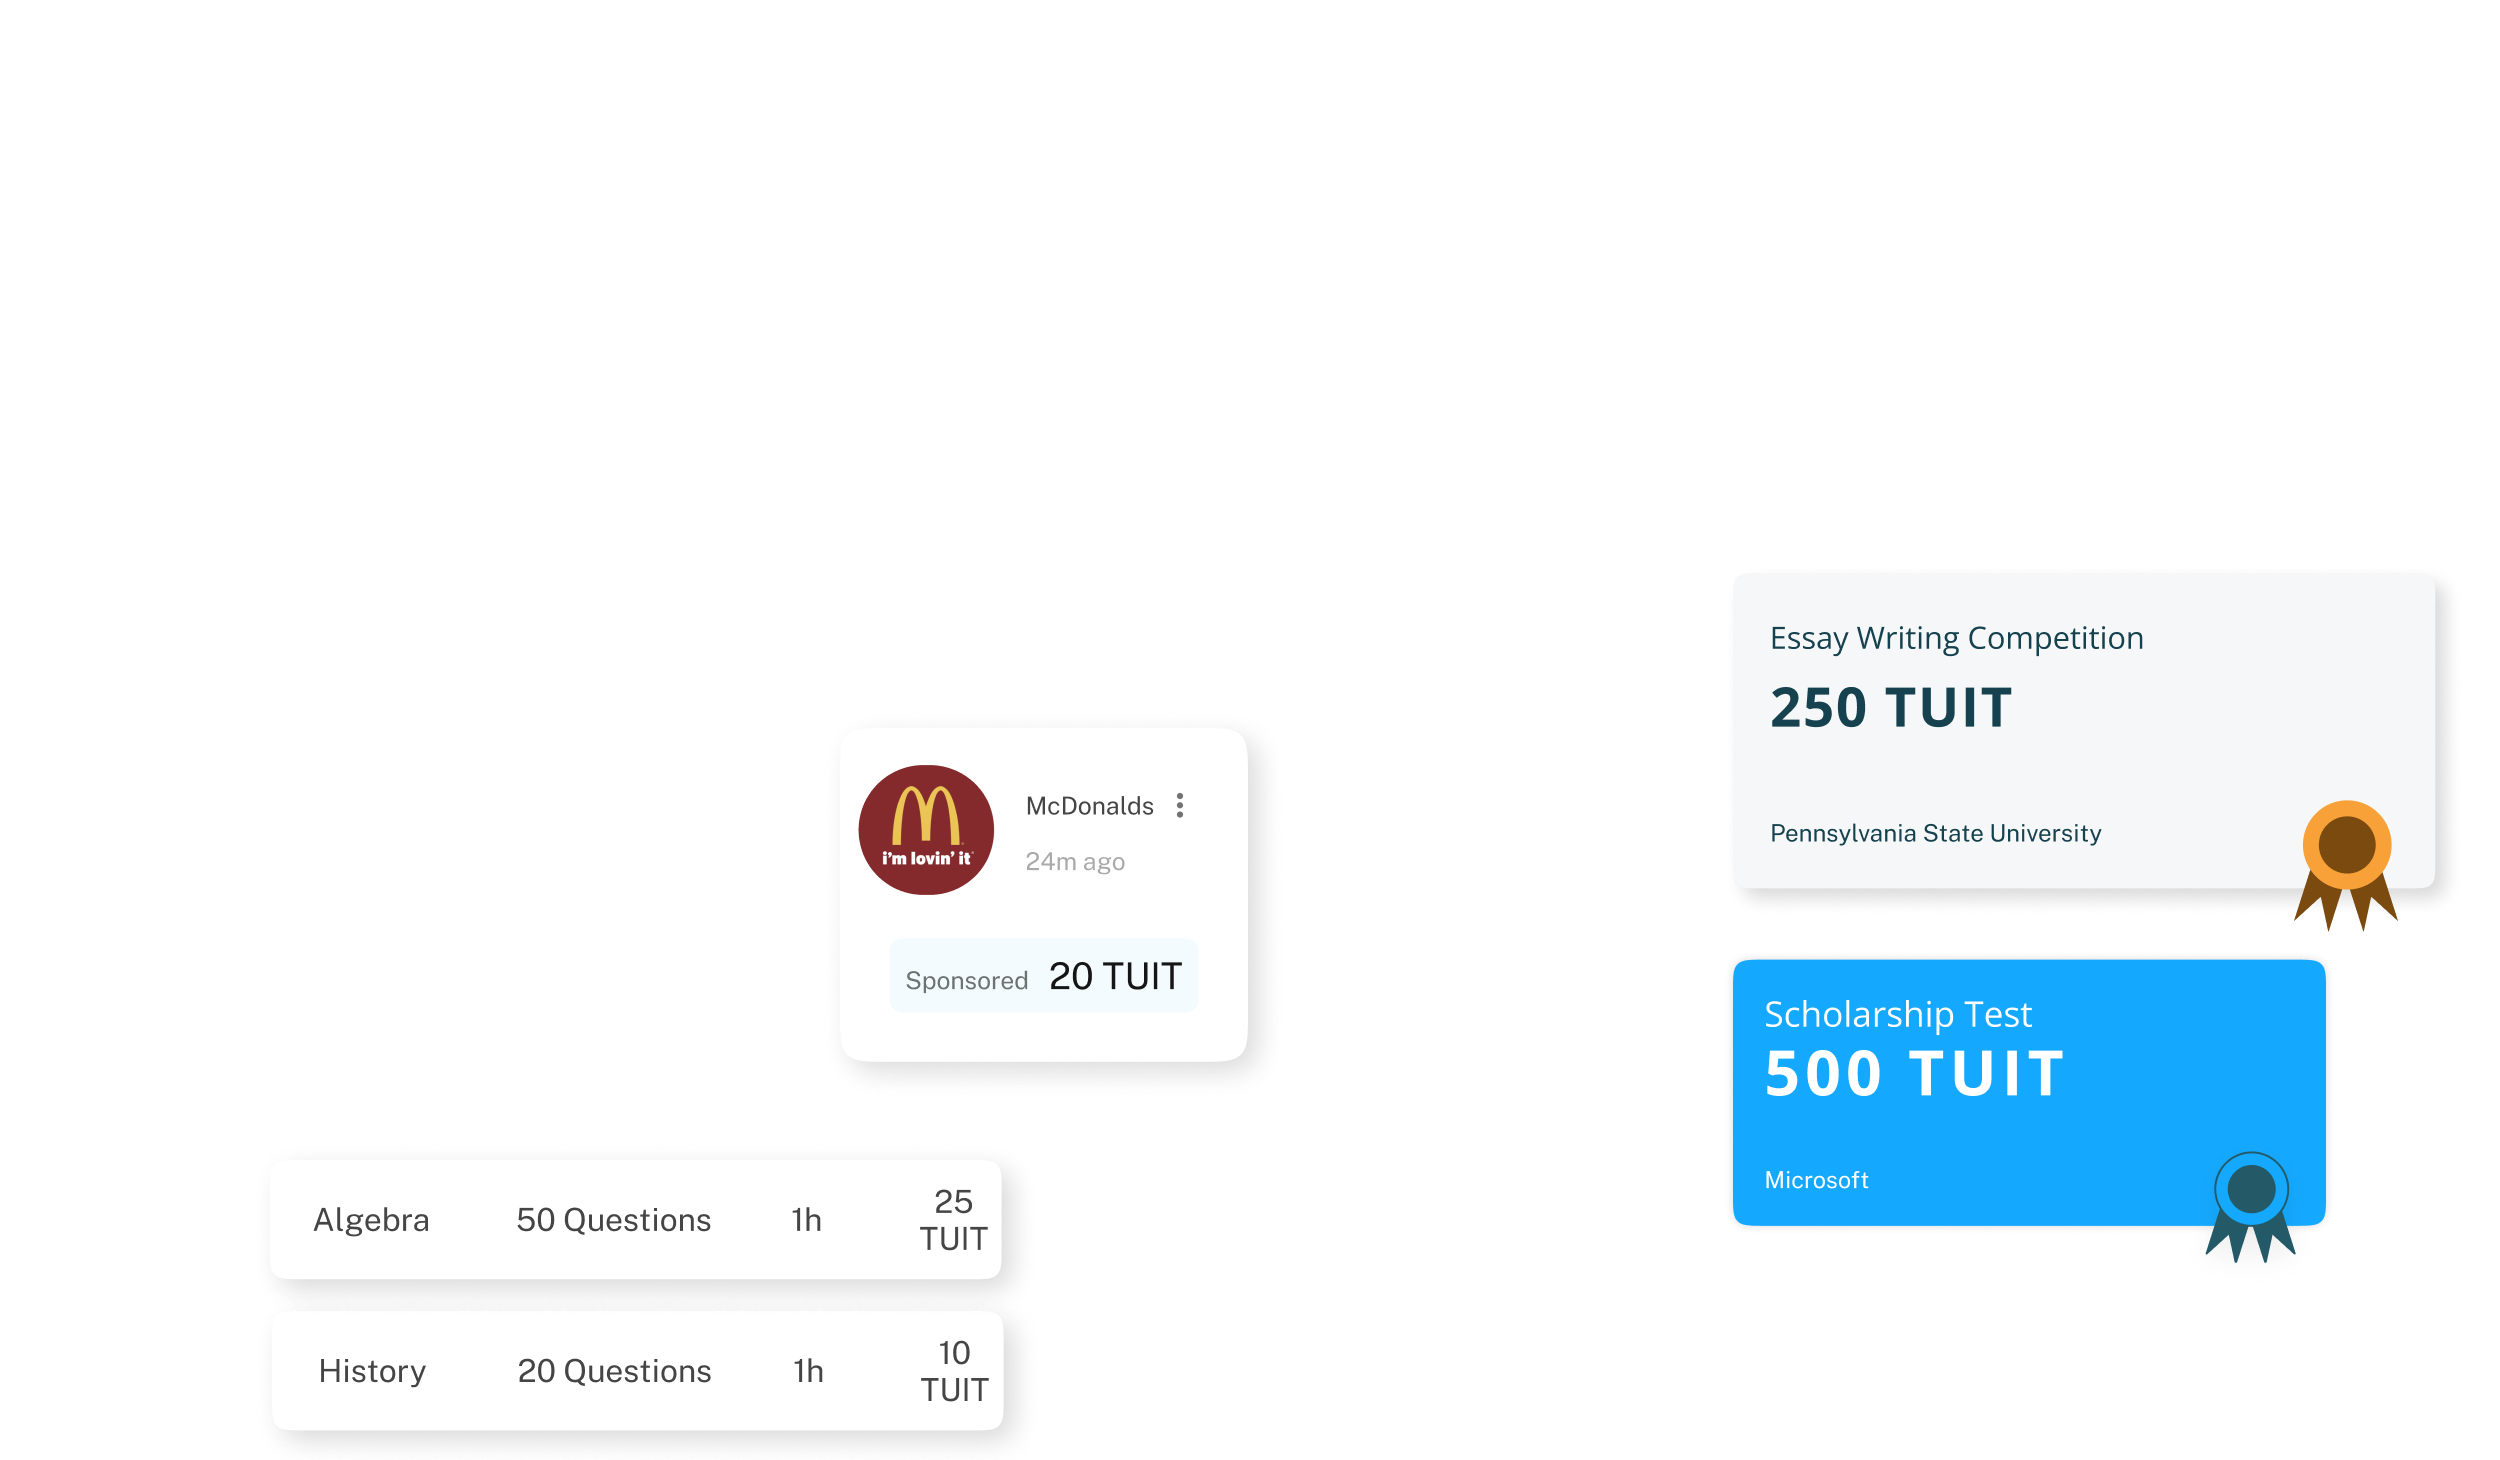 Essay Writing Competition
250 TUIT
Pennsylvania State University
McDonalds
24m ago
i'm lovin' it
Sponsored 20 TUIT
Scholarship Test
500 TUIT
Microsoft
Algebra 50 Questions 1h 25 TUIT
History 20 Questions 1h 10 TUIT